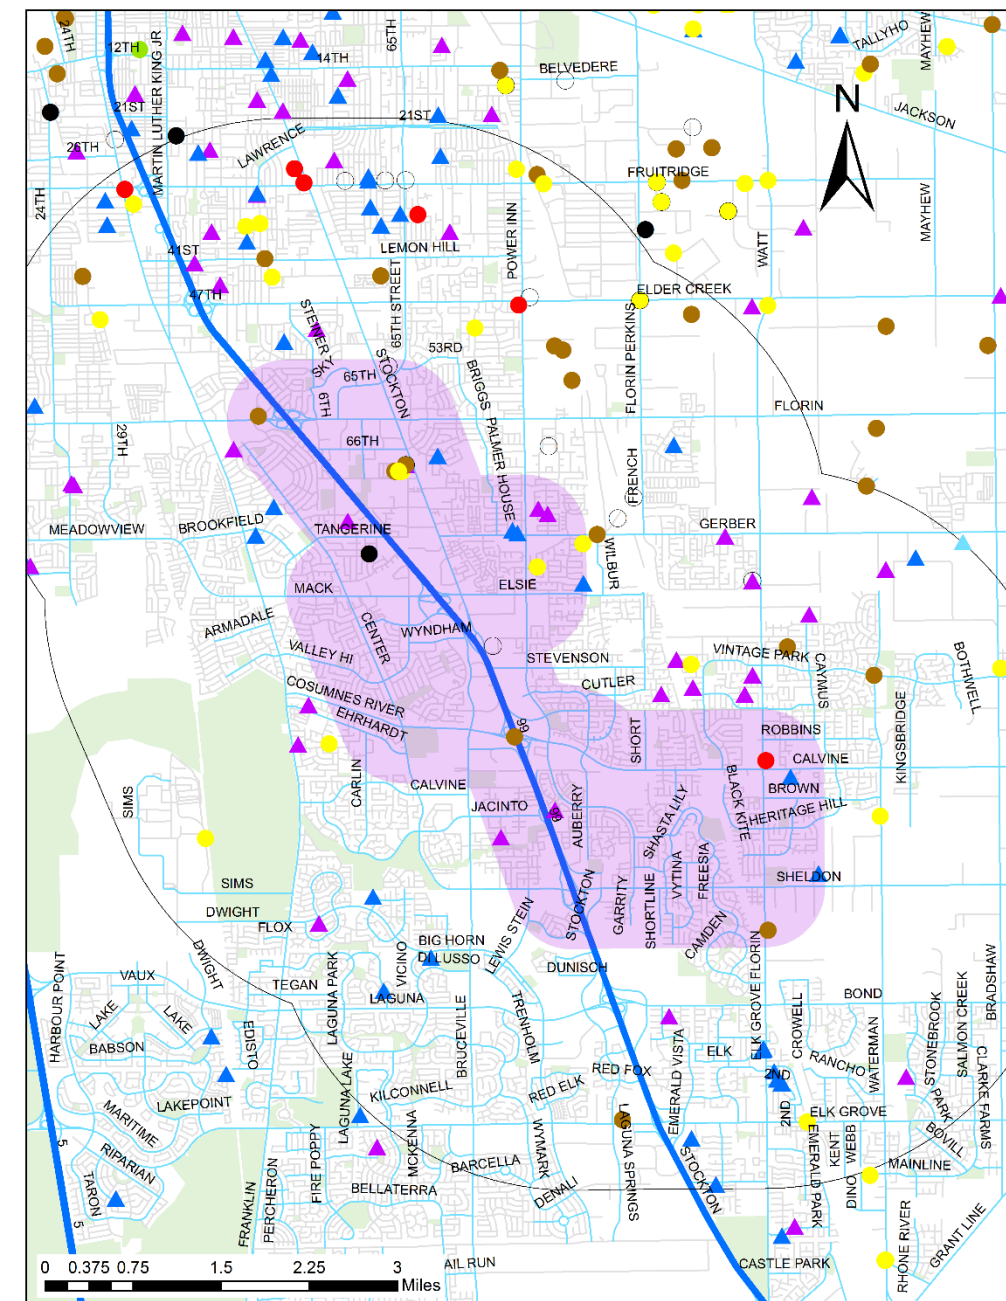 24TH
12TH
MARTIN LUTHER KING JR
14TH
65TH
TALLYHO
MAYHEW
BELVEDERE
N
21ST
21ST
JACKSON
26TH
LAWRENCE
24TH
FRUITRIDGE
MAYHEW
41ST
LEMON HILL
POWER INN
WATT
47TH
65TH STREET
ELDER CREEK
STEINER
SKY
65TH
STOCKTON
53RD
BRIGGS
FLORIN PERKINS
6TH
FLORIN
29TH
66TH
PALMER HOUSE
FRENCH
MEADOWVIEW
BROOKFIELD
TANGERINE
GERBER
MACK
ELSIE
WILBUR
ARMADALE
CENTER
WYNDHAM
VALLEY HI
STEVENSON
VINTAGE PARK
CAYMUS
BOTHWELL
COSUMNES RIVER
CUTLER
EHRHARDT
99
SHORT
ROBBINS
KINGSBRIDGE
SIMS
CARLIN
CALVINE
CALVINE
BLACK KITE
BROWN
JACINTO
99
AUBERRY
SHASTA LILY
HERITAGE HILL
VYTINA
FREESIA
SIMS
SHELDON
DWIGHT
FLOX
STOCKTON
GARRITY
SHORTLINE
CAMDEN
LEWIS STEIN
BIG HORN
DI LUSSO
VICINO
DWIGHT
HARBOUR POINT
VAUX
TEGAN
LAGUNA PARK
LAGUNA
DUNISCH
ELK GROVE FLORIN
BOND
BRADSHAW
LAKE
LAKE
BABSON
EDISTO
BRUCEVILLE
TRENHOLM
EMERALD VISTA
ELK
CROWELL
RANCHO
WATERMAN
STONEBROOK
SALMON CREEK
CLARKE FARMS
RED FOX
2ND
LAKEPOINT
LAGUNA LAKE
KILCONNELL
RED ELK
2ND
ELK GROVE
PARK
MARITIME
MCKENNA
WYMARK
LAGUNA SPRINGS
KENT
WEBB
BOVILL
5
RIPARIAN
FIRE POPPY
BARCELLA
STOCKTON
EMERALD PARK
MAINLINE
TARON
FRANKLIN
PERCHERON
BELLATERRA
DENALI
DINO
RHONE RIVER
GRANT LINE
5
AIL RUN
CASTLE PARK
0 0.375 0.75 1.5 2.25 3
Miles